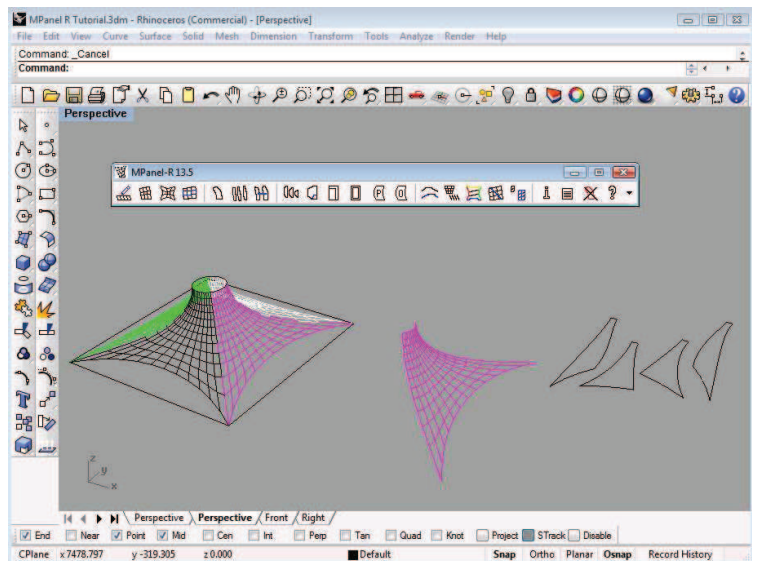 MPanel R Tutorial.3dm - Rhinoceros (Commercial) - [Perspective]
File Edit View Curve Surface Solid Mesh Dimension Transform Tools Analyze Render Help
Command: _Cancel
Command:
Perspective
MPanel-R 13.5
z
y
x
Perspective Perspective Front Right
End Near Point Mid Cen Int Perp Tan Quad Knot Project STrack Disable
CPlane x 7478.797 y -319.305 z 0.000 Default Snap Ortho Planar Osnap Record History